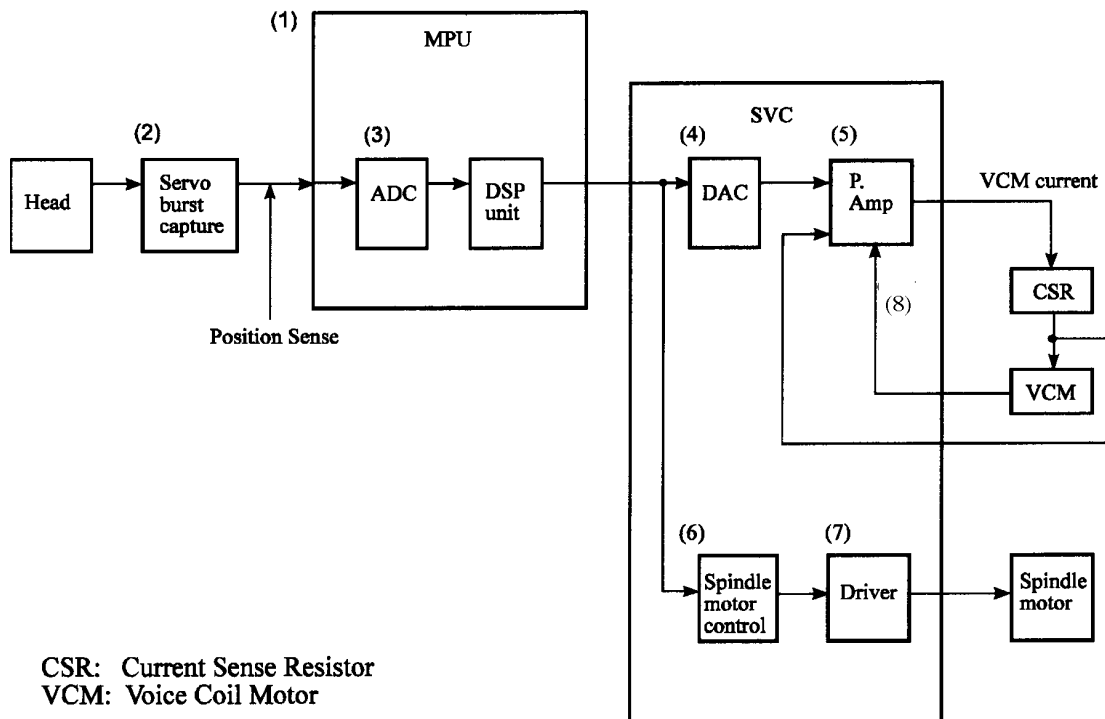 (1)
MPU
SVC
(2)
(3)
(4)
(5)
Head
Servo
burst
capture
ADC
DSP
unit
DAC
P.
Amp
VCM current
Position Sense
(8)
CSR
VCM
(6)
(7)
Spindle
motor
control
Driver
Spindle
motor
CSR: Current Sense Resistor
VCM: Voice Coil Motor